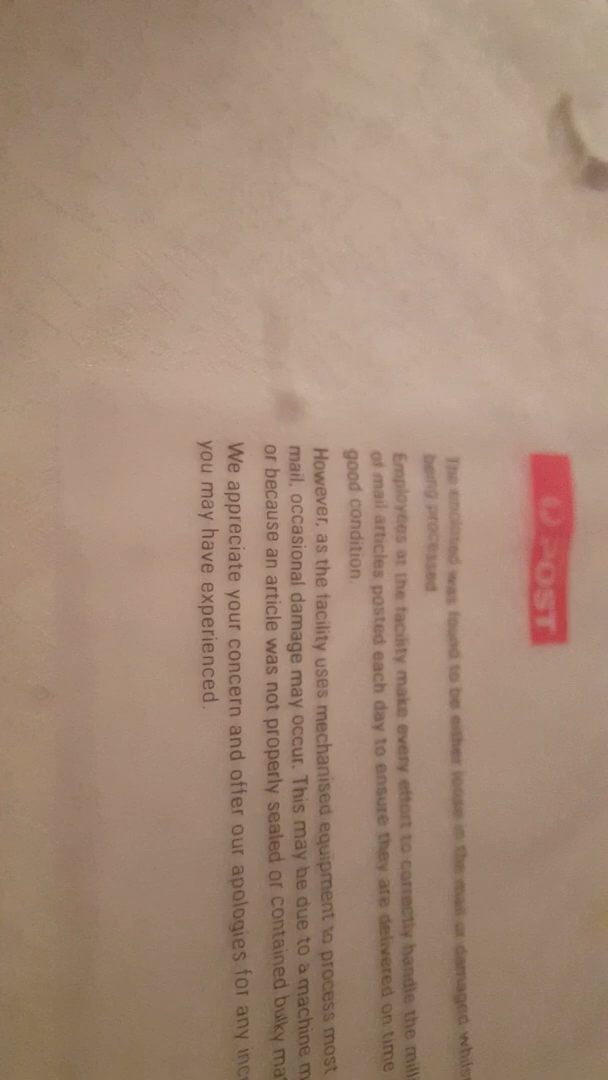 POST
The enclosed was found to be either loose in the mail or damaged whils
being processed
Employees at the facility make every effort to correctly handle the mill
of mail articles posted each day to ensure they are delivered on time
good condition.
However, as the facility uses mechanised equipment to process most
mail, occasional damage may occur. This may be due to a machine m
or because an article was not properly sealed or contained bulky ma
We appreciate your concern and offer our apologies for any inc
you may have experienced.